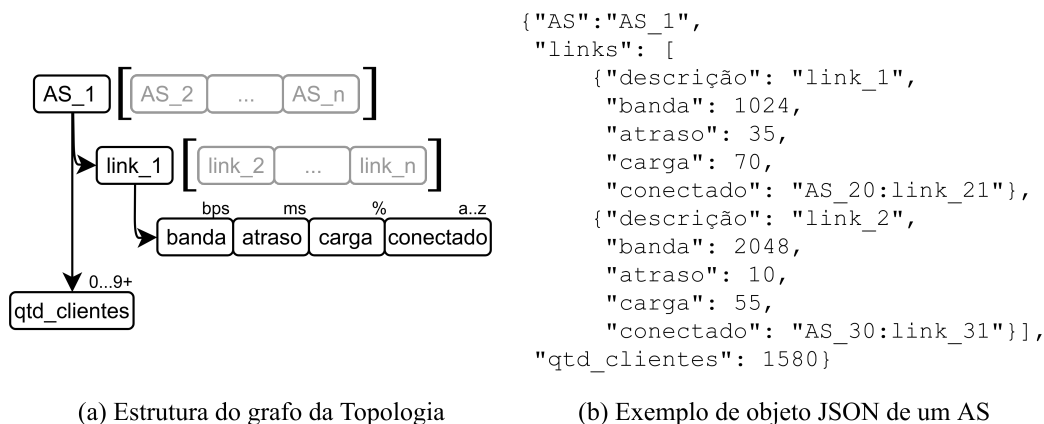 AS_1 [ AS_2 ... AS_n ]
link_1 [ link_2 ... link_n ]
bps ms % a..z
banda atraso carga conectado
0...9+
qtd_clientes
(a) Estrutura do grafo da Topologia
{"AS":"AS_1",
"links": [
{"descrição": "link_1",
"banda": 1024,
"atraso": 35,
"carga": 70,
"conectado": "AS_20:link_21"},
{"descrição": "link_2",
"banda": 2048,
"atraso": 10,
"carga": 55,
"conectado": "AS_30:link_31"}],
"qtd_clientes": 1580}
(b) Exemplo de objeto JSON de um AS